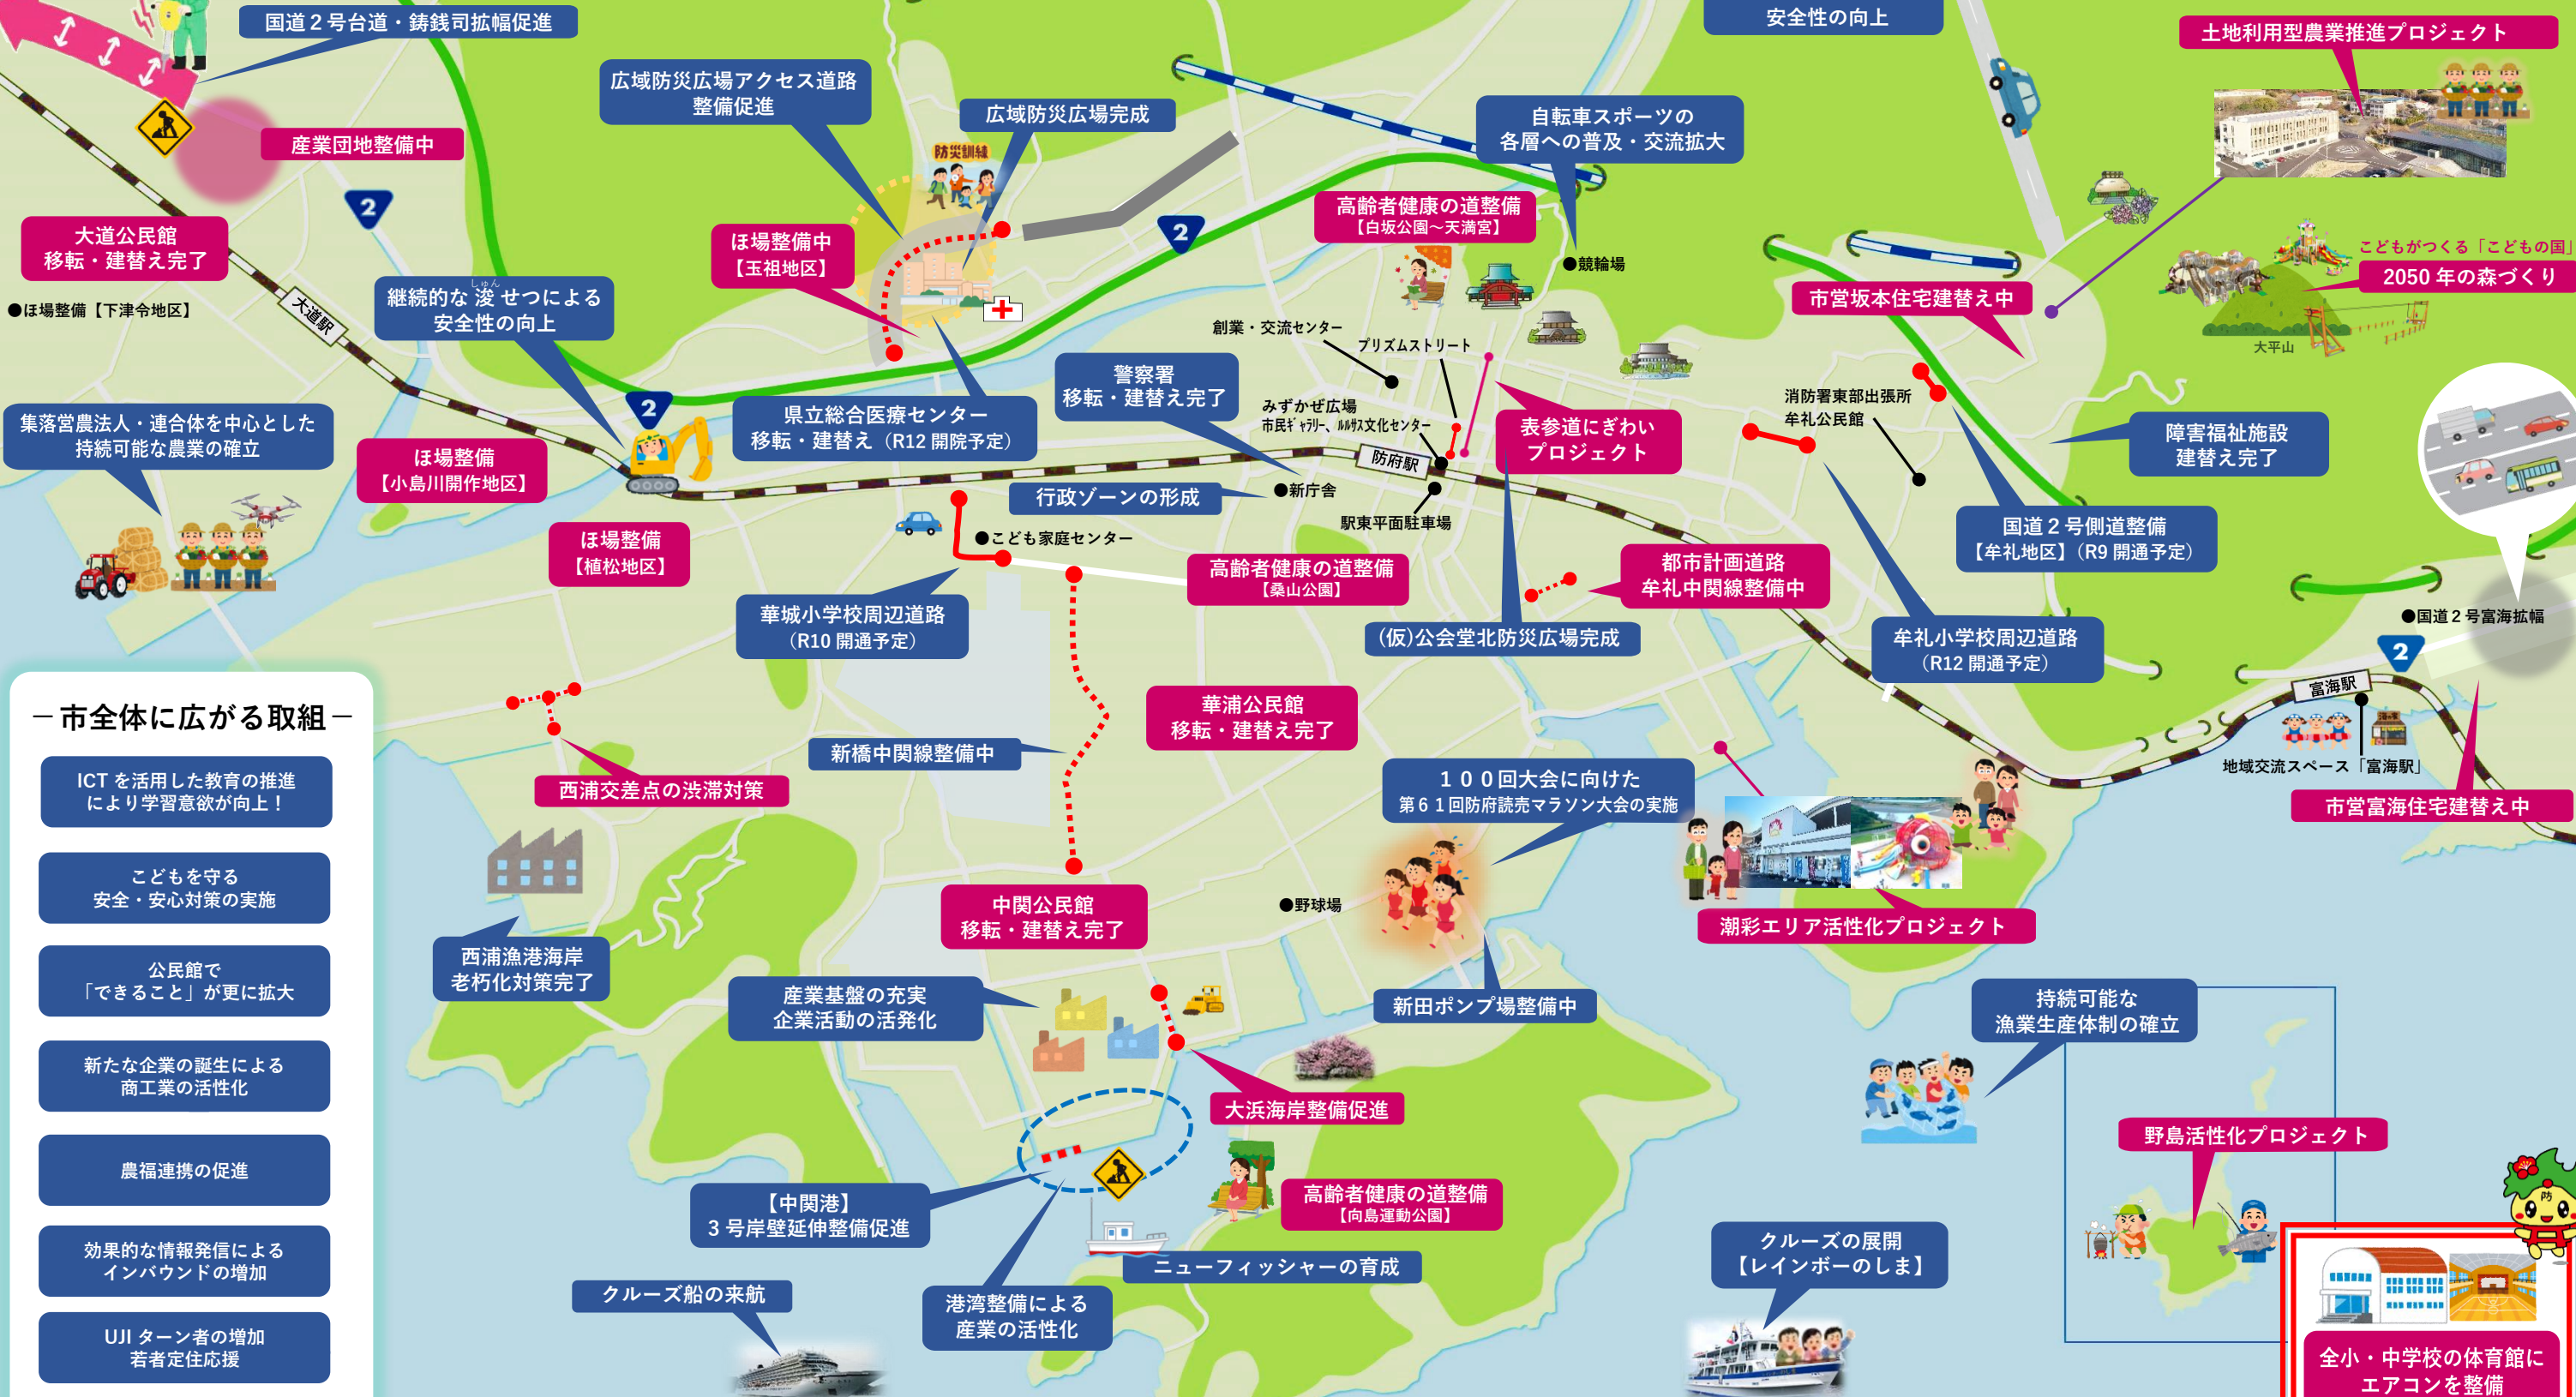 国道２号台道・鋳銭司拡幅促進
安全性の向上
土地利用型農業推進プロジェクト
広域防災広場アクセス道路
整備促進
広域防災広場完成
自転車スポーツの
各層への普及・交流拡大
産業団地整備中
防災訓練
2
高齢者健康の道整備
【白坂公園～天満宮】
大道公民館
移転・建替え完了
2
ほ場整備中
【玉祖地区】
●競輪場
こどもがつくる「こどもの国」
2050 年の森づくり
●ほ場整備【下津令地区】
大道駅
しゅん
継続的な 浚 せつによる
安全性の向上
市営坂本住宅建替え中
創業・交流センター
プリズムストリート
大平山
警察署
移転・建替え完了
2
県立総合医療センター
移転・建替え（R12 開院予定）
みずかぜ広場
市民ギャラリー、ルルサス文化センター
表参道にぎわい
プロジェクト
消防署東部出張所
牟礼公民館
集落営農法人・連合体を中心とした
持続可能な農業の確立
障害福祉施設
建替え完了
ほ場整備
【小島川開作地区】
防府駅
行政ゾーンの形成
●新庁舎
駅東平面駐車場
国道２号側道整備
【牟礼地区】（R9 開通予定）
ほ場整備
【植松地区】
●こども家庭センター
高齢者健康の道整備
【桑山公園】
都市計画道路
牟礼中関線整備中
華城小学校周辺道路
（R10 開通予定）
(仮)公会堂北防災広場完成
牟礼小学校周辺道路
（R12 開通予定）
●国道２号富海拡幅
2
富海駅
－市全体に広がる取組－
華浦公民館
移転・建替え完了
新橋中関線整備中
西浦交差点の渋滞対策
１００回大会に向けた
第６１回防府読売マラソン大会の実施
地域交流スペース「富海駅」
市営富海住宅建替え中
ICT を活用した教育の推進
により学習意欲が向上！
こどもを守る
安全・安心対策の実施
中関公民館
移転・建替え完了
●野球場
潮彩エリア活性化プロジェクト
西浦漁港海岸
老朽化対策完了
公民館で
「できること」が更に拡大
産業基盤の充実
企業活動の活発化
新田ポンプ場整備中
持続可能な
漁業生産体制の確立
新たな企業の誕生による
商工業の活性化
大浜海岸整備促進
野島活性化プロジェクト
農福連携の促進
【中関港】
３号岸壁延伸整備促進
高齢者健康の道整備
【向島運動公園】
防
効果的な情報発信による
インバウンドの増加
ニューフィッシャーの育成
クルーズの展開
【レインボーのしま】
クルーズ船の来航
港湾整備による
産業の活性化
UJI ターン者の増加
若者定住応援
全小・中学校の体育館に
エアコンを整備